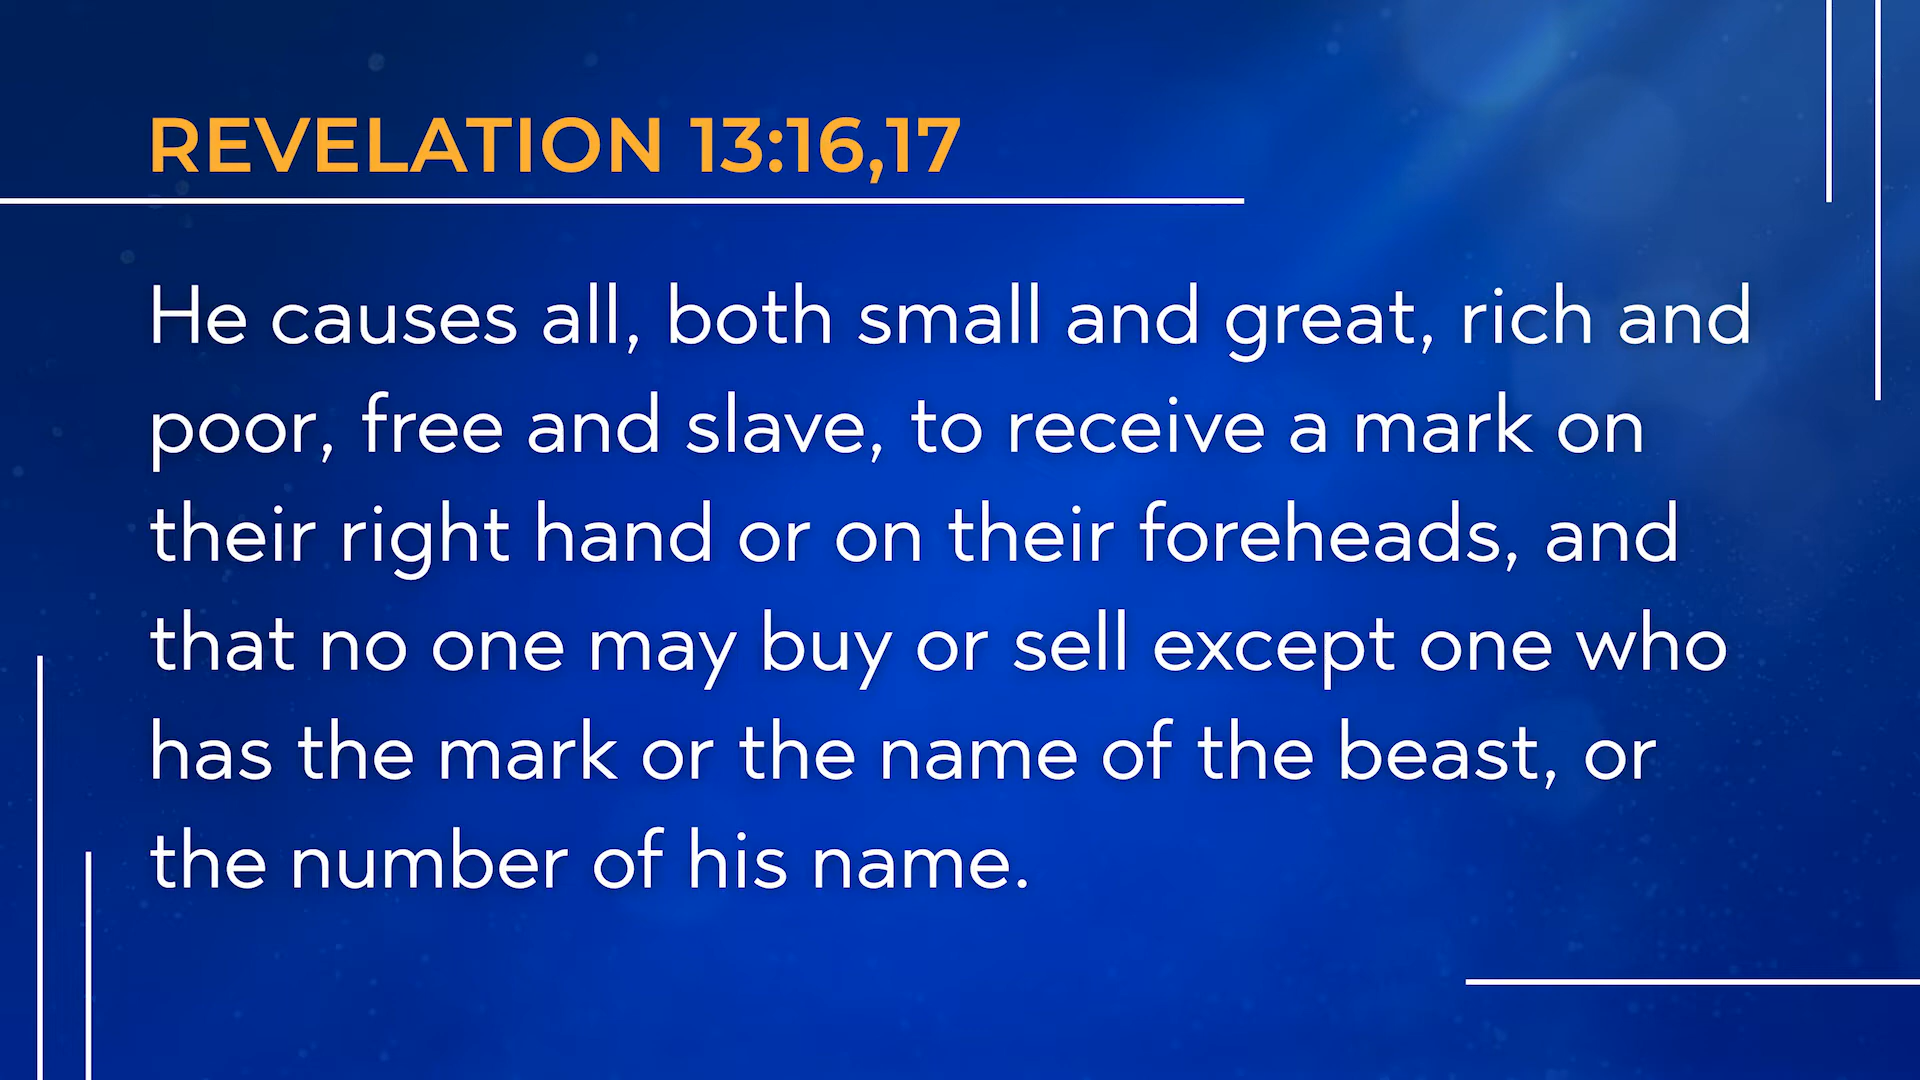 REVELATION 13:16,17
He causes all, both small and great, rich and
poor, free and slave, to receive a mark on
their right hand or on their foreheads, and
that no one may buy or sell except one who
has the mark or the name of the beast, or
the number of his name.